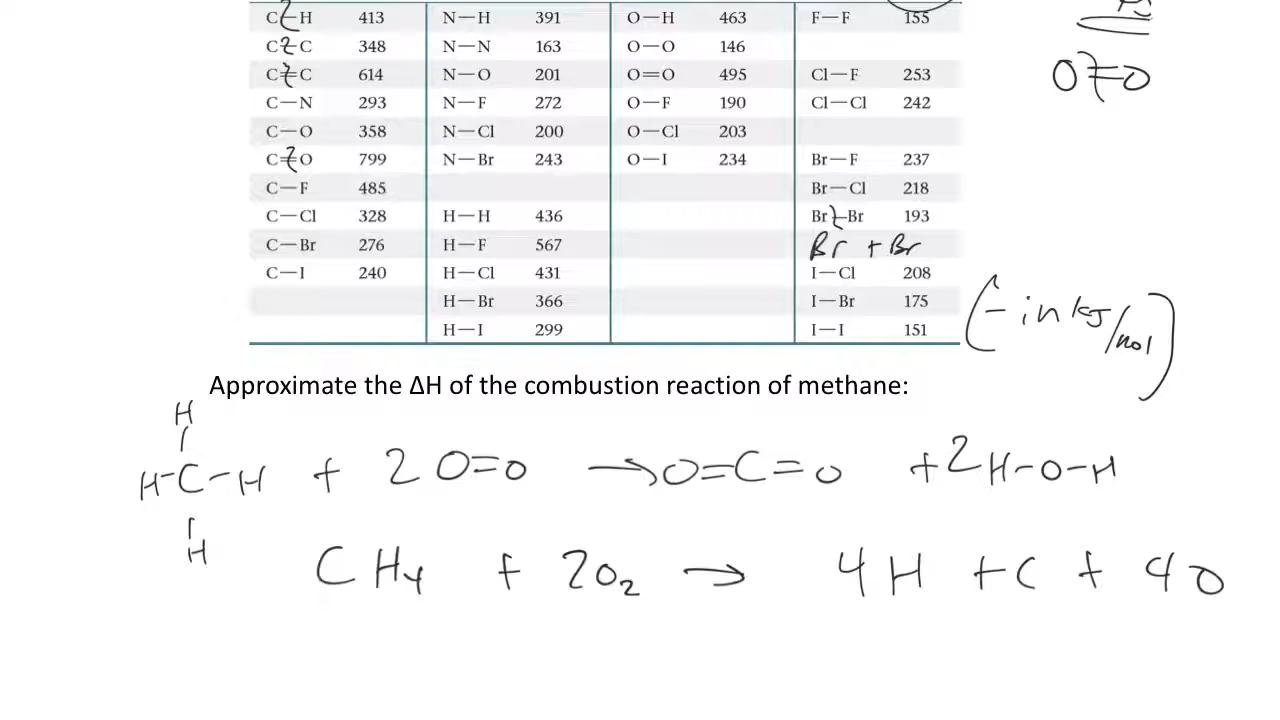 C—H 413 N—H 391 O—H 463 F—F 155
C—C 348 N—N 163 O—O 146
C=C 614 N—O 201 O=O 495 Cl—F 253
O=O
C—N 293 N—F 272 O—F 190 Cl—Cl 242
C—O 358 N—Cl 200 O—Cl 203
C=O 799 N—Br 243 O—I 234 Br—F 237
C—F 485 Br—Cl 218
C—Cl 328 H—H 436 Br—Br 193
C—Br 276 H—F 567 Br + Br
C—I 240 H—Cl 431 I—Cl 208
H—Br 366 I—Br 175
(- in kJ/mol)
H—I 299 I—I 151
Approximate the ΔH of the combustion reaction of methane:
H
H-C-H + 2 O=O → O=C=O + 2 H-O-H
H
CH4 + 2O2 → 4H + C + 4O